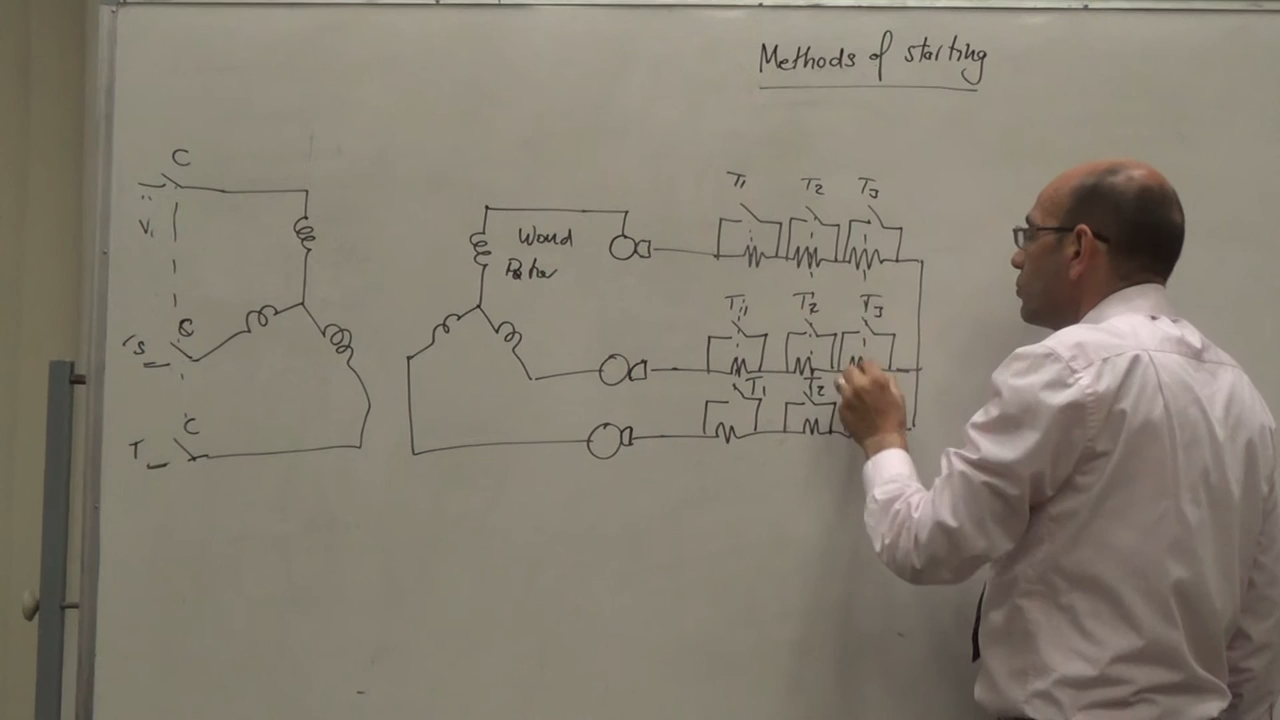 Methods of starting
C
V1
T1 T2 T3
Wound
Rotor
T1 T2 T3
C
T1 T2
C
T